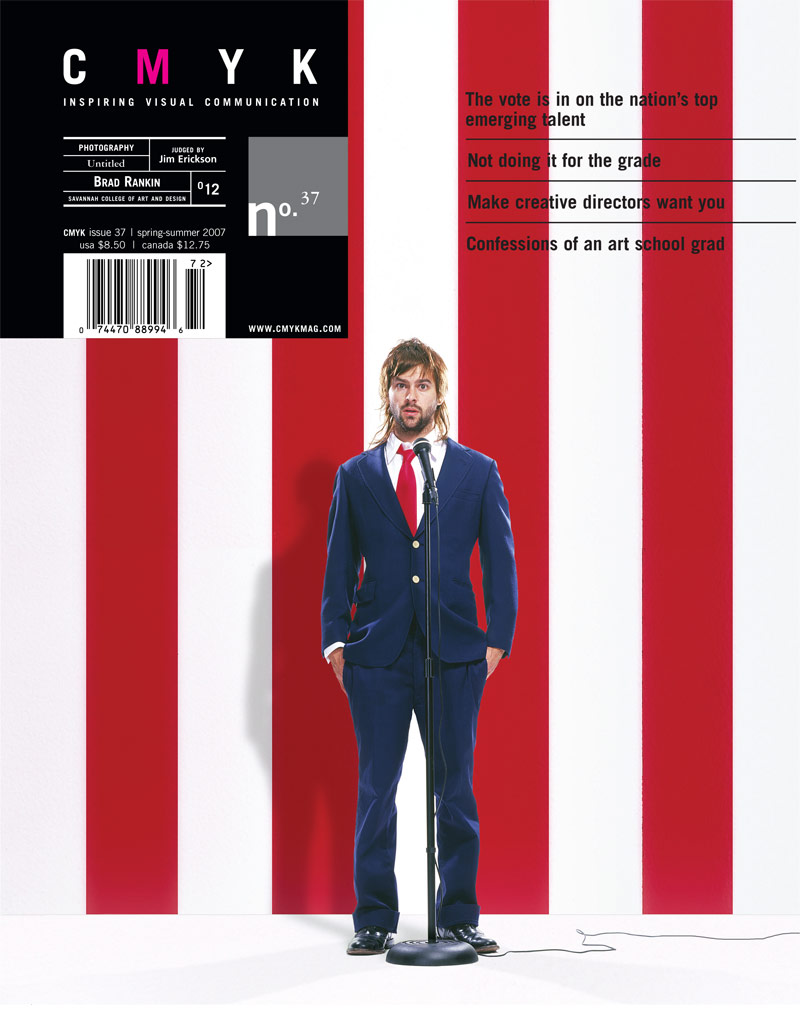 C M Y K
INSPIRING VISUAL COMMUNICATION
PHOTOGRAPHY
Untitled
JUDGED BY
Jim Erickson
BRAD RANKIN
SAVANNAH COLLEGE OF ART AND DESIGN
012
no. 37
CMYK issue 37 | spring-summer 2007
usa $8.50 | canada $12.75
7 2>
0 74470 88994 6
WWW.CMYKMAG.COM
The vote is in on the nation's top
emerging talent
Not doing it for the grade
Make creative directors want you
Confessions of an art school grad